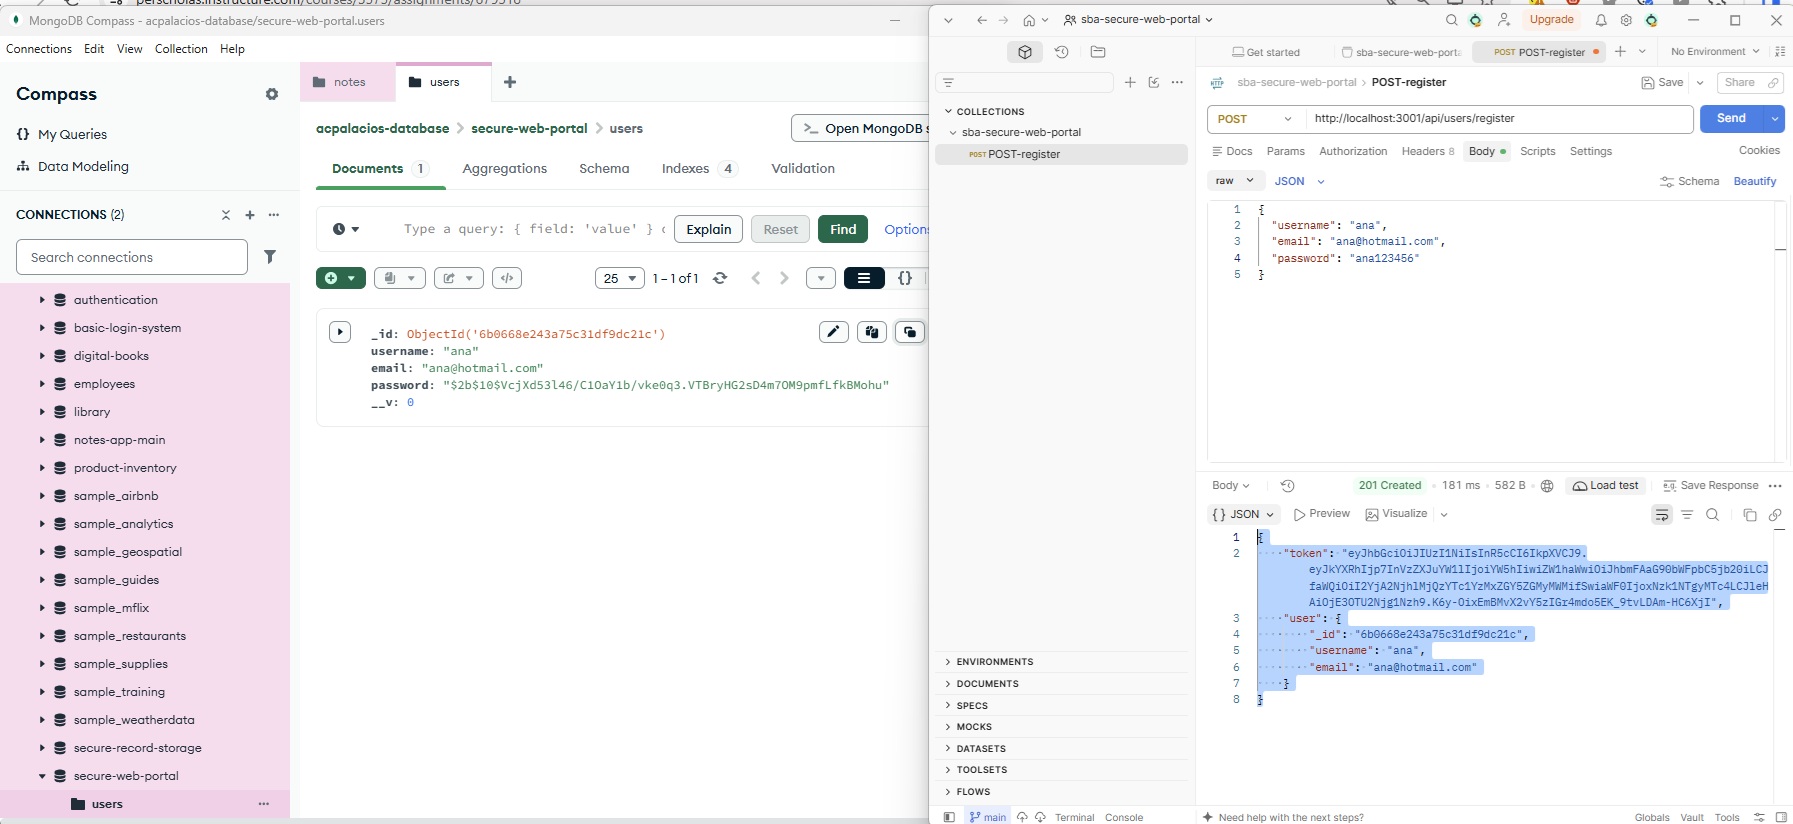 MongoDB Compass - acpalacios-database/secure-web-portal.users
Connections Edit View Collection Help
Compass
My Queries
Data Modeling
CONNECTIONS (2)
Search connections
authentication
basic-login-system
digital-books
employees
library
notes-app-main
product-inventory
sample_airbnb
sample_analytics
sample_geospatial
sample_guides
sample_mflix
sample_restaurants
sample_supplies
sample_training
sample_weatherdata
secure-record-storage
secure-web-portal
users
notes
users
acpalacios-database > secure-web-portal > users
>_ Open MongoDB s
Documents 1 Aggregations Schema Indexes 4 Validation
Type a query: { field: 'value' } o
Explain Reset Find Options
25 1 – 1 of 1
_id: ObjectId('6b0668e243a75c31df9dc21c')
username: "ana"
email: "ana@hotmail.com"
password: "$2b$10$VcjXd53l46/C1OaY1b/vke0q3.VTBryHG2sD4m7OM9pmfLfkBMohu"
__v: 0
sba-secure-web-portal
Upgrade
Get started sba-secure-web-porta POST POST-register No Environment
COLLECTIONS
sba-secure-web-portal
POST POST-register
ENVIRONMENTS
DOCUMENTS
SPECS
MOCKS
DATASETS
TOOLSETS
FLOWS
HTTP sba-secure-web-portal > POST-register Save Share
POST http://localhost:3001/api/users/register Send
Docs Params Authorization Headers 8 Body Scripts Settings Cookies
raw JSON Schema Beautify
1 {
2 "username": "ana",
3 "email": "ana@hotmail.com",
4 "password": "ana123456"
5 }
Body 201 Created 181 ms 582 B Load test e.g. Save Response
{} JSON Preview Visualize
1 {
2 "token": "eyJhbGciOiJIUzI1NiIsInR5cCI6IkpXVCJ9.
eyJkYXRhIjp7InVzZXJuYW1lIjoiYW5hIiwiZW1haWwiOiJhbmFAaG90bWFpbC5jb20iLCJ
faWQiOiI2YjA2NjhlMjQzYTc1YzMxZGY5ZGMyMWMifSwiaWF0IjoxNzk1NTgyMTc4LCJleH
AiOjE3OTU2Njg1Nzh9.K6y-OixEmBMvX2vY5zIGr4mdo5EK_9tvLDAm-HC6XjI",
3 "user": {
4 "_id": "6b0668e243a75c31df9dc21c",
5 "username": "ana",
6 "email": "ana@hotmail.com"
7 }
8 }
main Terminal Console
Need help with the next steps?
Globals Vault Tools